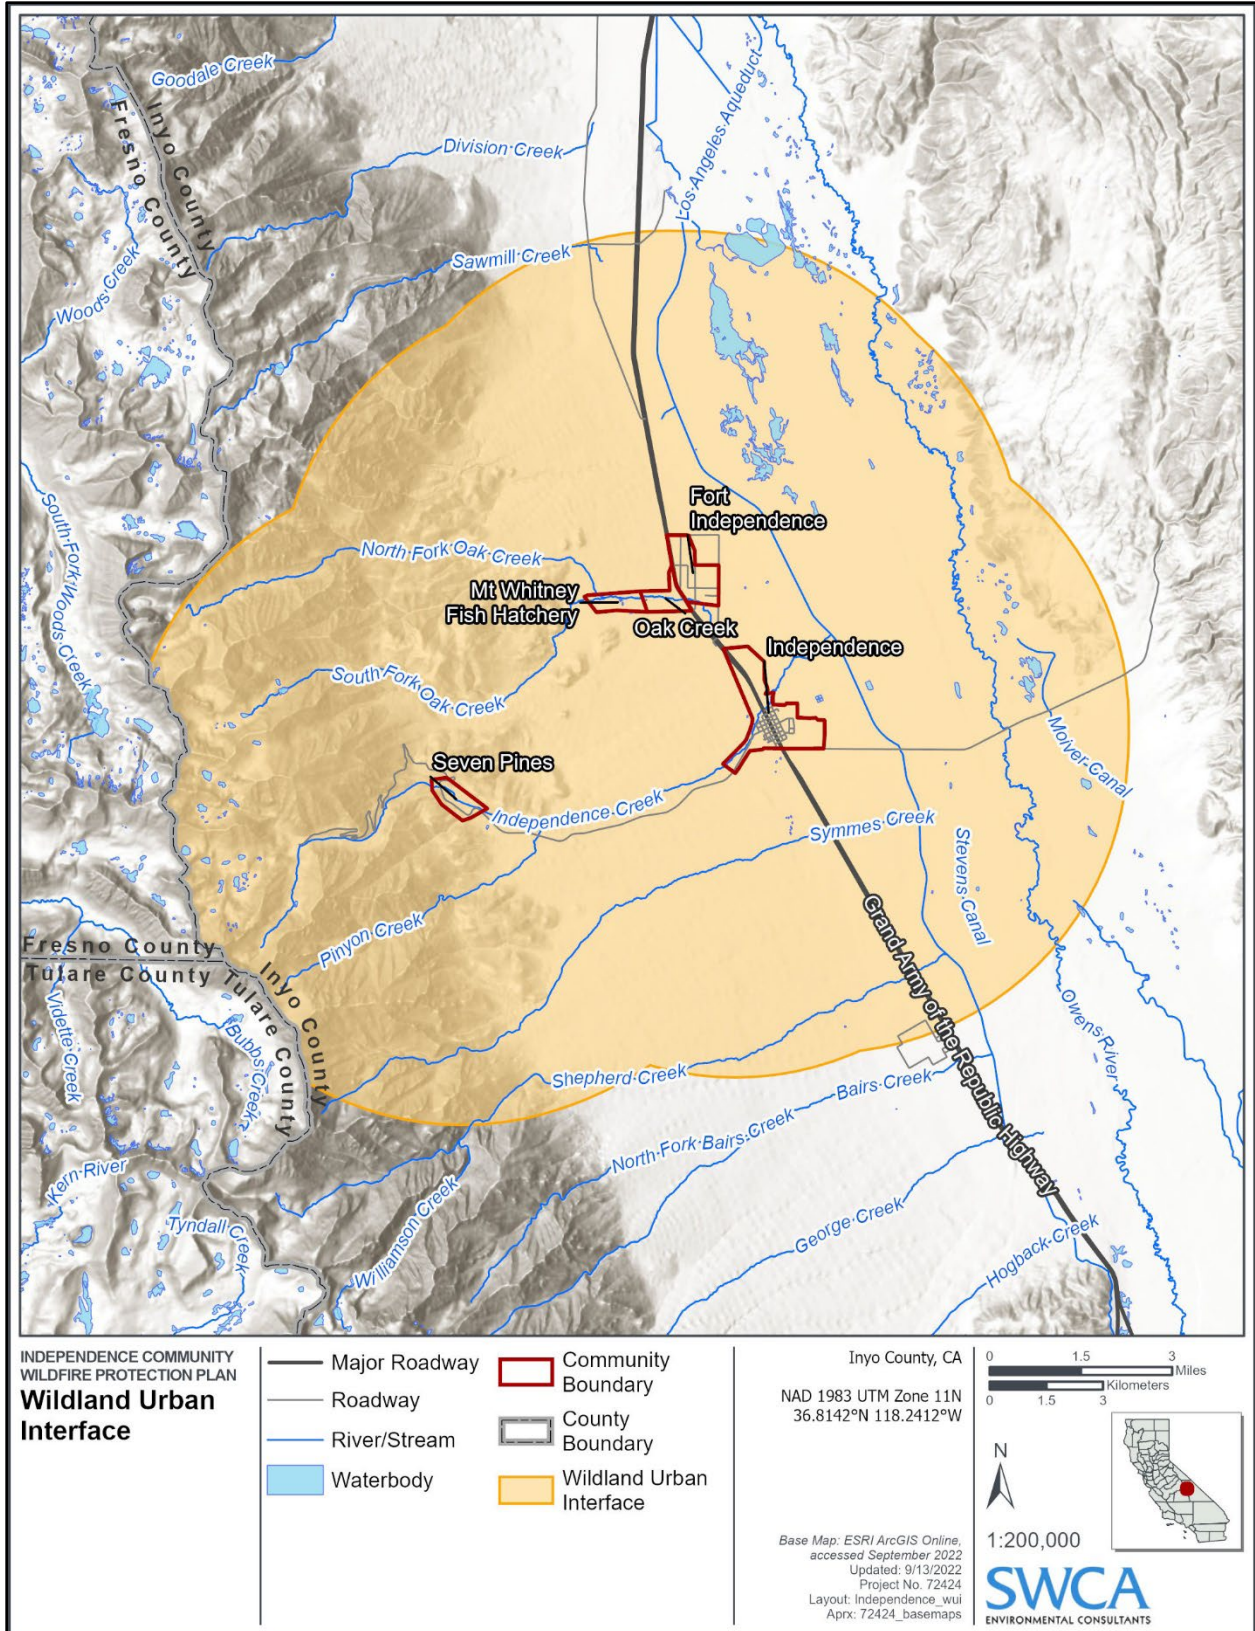 Goodale Creek
Inyo County
Fresno County
Division Creek
Los Angeles Aqueduct
Sawmill Creek
Woods Creek
South Fork Woods Creek
Fort
Independence
North Fork Oak Creek
Mt Whitney
Fish Hatchery
Oak Creek
Independence
South Fork Oak Creek
Moiver Canal
Seven Pines
Independence Creek
Symmes Creek
Stevens Canal
Pinyon Creek
Grand Army of the Republic Highway
Fresno County
Tulare County
Inyo County
Tulare County
Vidette Creek
Bubbs Creek
Owens River
Shepherd Creek
Bairs Creek
North Fork Bairs Creek
Kern River
Tyndall Creek
Williamson Creek
George Creek
Hogback Creek
INDEPENDENCE COMMUNITY
WILDFIRE PROTECTION PLAN
Wildland Urban
Interface
Major Roadway
Roadway
River/Stream
Waterbody
Community
Boundary
County
Boundary
Wildland Urban
Interface
Inyo County, CA
NAD 1983 UTM Zone 11N
36.8142°N 118.2412°W
Base Map: ESRI ArcGIS Online,
accessed September 2022
Updated: 9/13/2022
Project No. 72424
Layout: Independence_wui
Aprx: 72424_basemaps
0 1.5 3
Miles
Kilometers
0 1.5 3
N
1:200,000
SWCA
ENVIRONMENTAL CONSULTANTS